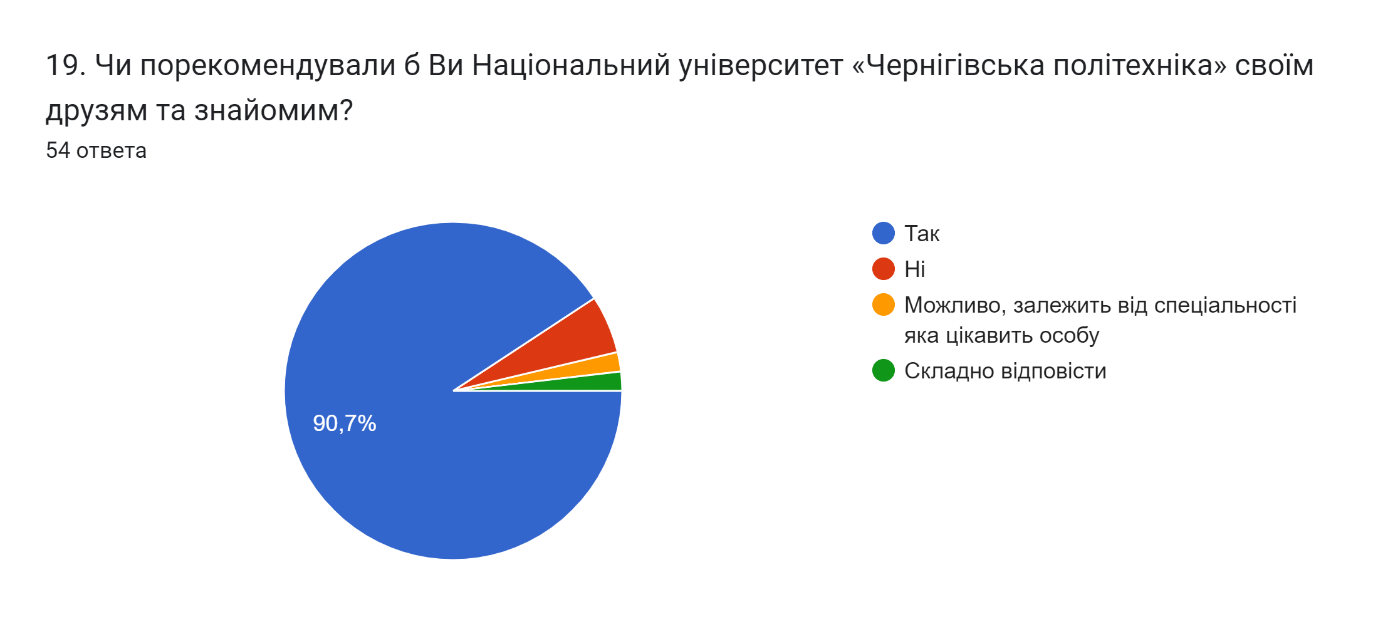 19. Чи порекомендували б Ви Національний університет «Чернігівська політехніка» своїм
друзям та знайомим?
54 ответа
90,7%
Так
Ні
Можливо, залежить від спеціальності
яка цікавить особу
Складно відповісти